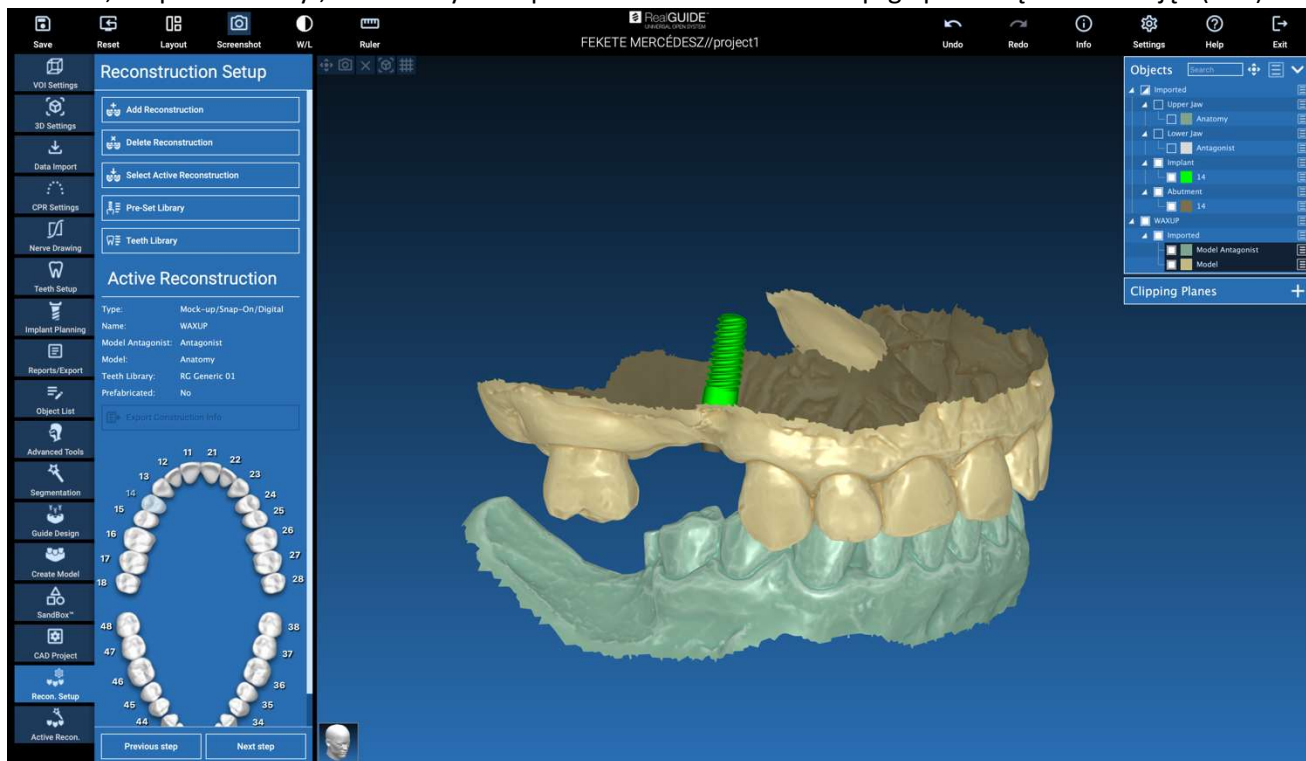 Save
Reset
Layout
Screenshot
W/L
Ruler
RealGUIDE™
UNIVERSAL OPEN SYSTEM
FEKETE MERCÉDESZ//project1
Undo
Redo
Info
Settings
Help
Exit
VOI Settings
3D Settings
Data Import
CPR Settings
Nerve Drawing
Teeth Setup
Implant Planning
Reports/Export
Object List
Advanced Tools
Segmentation
Guide Design
Create Model
SandBox™
CAD Project
Recon. Setup
Active Recon.
Reconstruction Setup
Add Reconstruction
Delete Reconstruction
Select Active Reconstruction
Pre-Set Library
Teeth Library
Active Reconstruction
Type: Mock-up/Snap-On/Digital
Name: WAXUP
Model Antagonist: Antagonist
Model: Anatomy
Teeth Library: RG Generic 01
Prefabricated: No
Export Construction Info
11 21
12 22
13 23
14 24
15 25
16 26
17 27
18 28
48 38
47 37
46 36
45 35
44 34
Previous step Next step
Objects Search
Imported
Upper Jaw
Anatomy
Lower Jaw
Antagonist
Implant
14
Abutment
14
WAXUP
Imported
Model Antagonist
Model
Clipping Planes